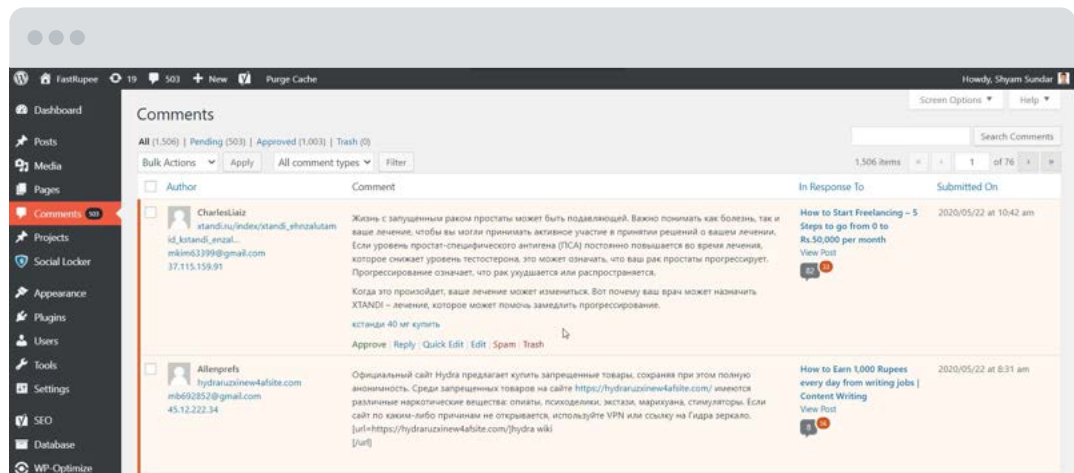 FastRupee 19 503 + New Purge Cache Howdy, Shyam Sundar
Screen Options ▼ Help ▼
Dashboard
Posts
Media
Pages
Comments 503
Projects
Social Locker
Appearance
Plugins
Users
Tools
Settings
SEO
Database
WP-Optimize
Comments
All (1,506) | Pending (503) | Approved (1,003) | Trash (0)
Search Comments
Bulk Actions Apply All comment types Filter
1,506 items « ‹ 1 of 76 › »
Author Comment In Response To Submitted On
CharlesLiaiz
xtandi.ru/index/xtandi_ehnzalutam
id_kstandi_enzal...
mkim63399@gmail.com
37.115.159.91
Жизнь с запущенным раком простаты может быть подавляющей. Важно понимать как болезнь, так и
ваше лечение, чтобы вы могли принимать активное участие в принятии решений о вашем лечении.
Если уровень простат-специфического антигена (ПСА) постоянно повышается во время лечения,
которое снижает уровень тестостерона, это может означать, что ваш рак простаты прогрессирует.
Прогрессирование означает, что рак ухудшается или распространяется.
Когда это произойдет, ваше лечение может измениться. Вот почему ваш врач может назначить
XTANDI – лечение, которое может помочь замедлить прогрессирование.
кстанди 40 мг купить
Approve | Reply | Quick Edit | Edit | Spam | Trash
How to Start Freelancing – 5
Steps to go from 0 to
Rs.50,000 per month
View Post
82 33
2020/05/22 at 10:42 am
Allenprefs
hydraruzxinew4afsite.com
mb692852@gmail.com
45.12.222.34
Официальный сайт Hydra предлагает купить запрещенные товары, сохраняя при этом полную
анонимность. Среди запрещенных товаров на сайте https://hydraruzxinew4afsite.com/ имеются
различные наркотические вещества: опиаты, психоделики, экстази, марихуана, стимуляторы. Если
сайт по каким-либо причинам не открывается, используйте VPN или ссылку на Гидра зеркало.
[url=https://hydraruzxinew4afsite.com/]hydra wiki
[/url]
How to Earn 1,000 Rupees
every day from writing jobs |
Content Writing
View Post
8
2020/05/22 at 8:31 am